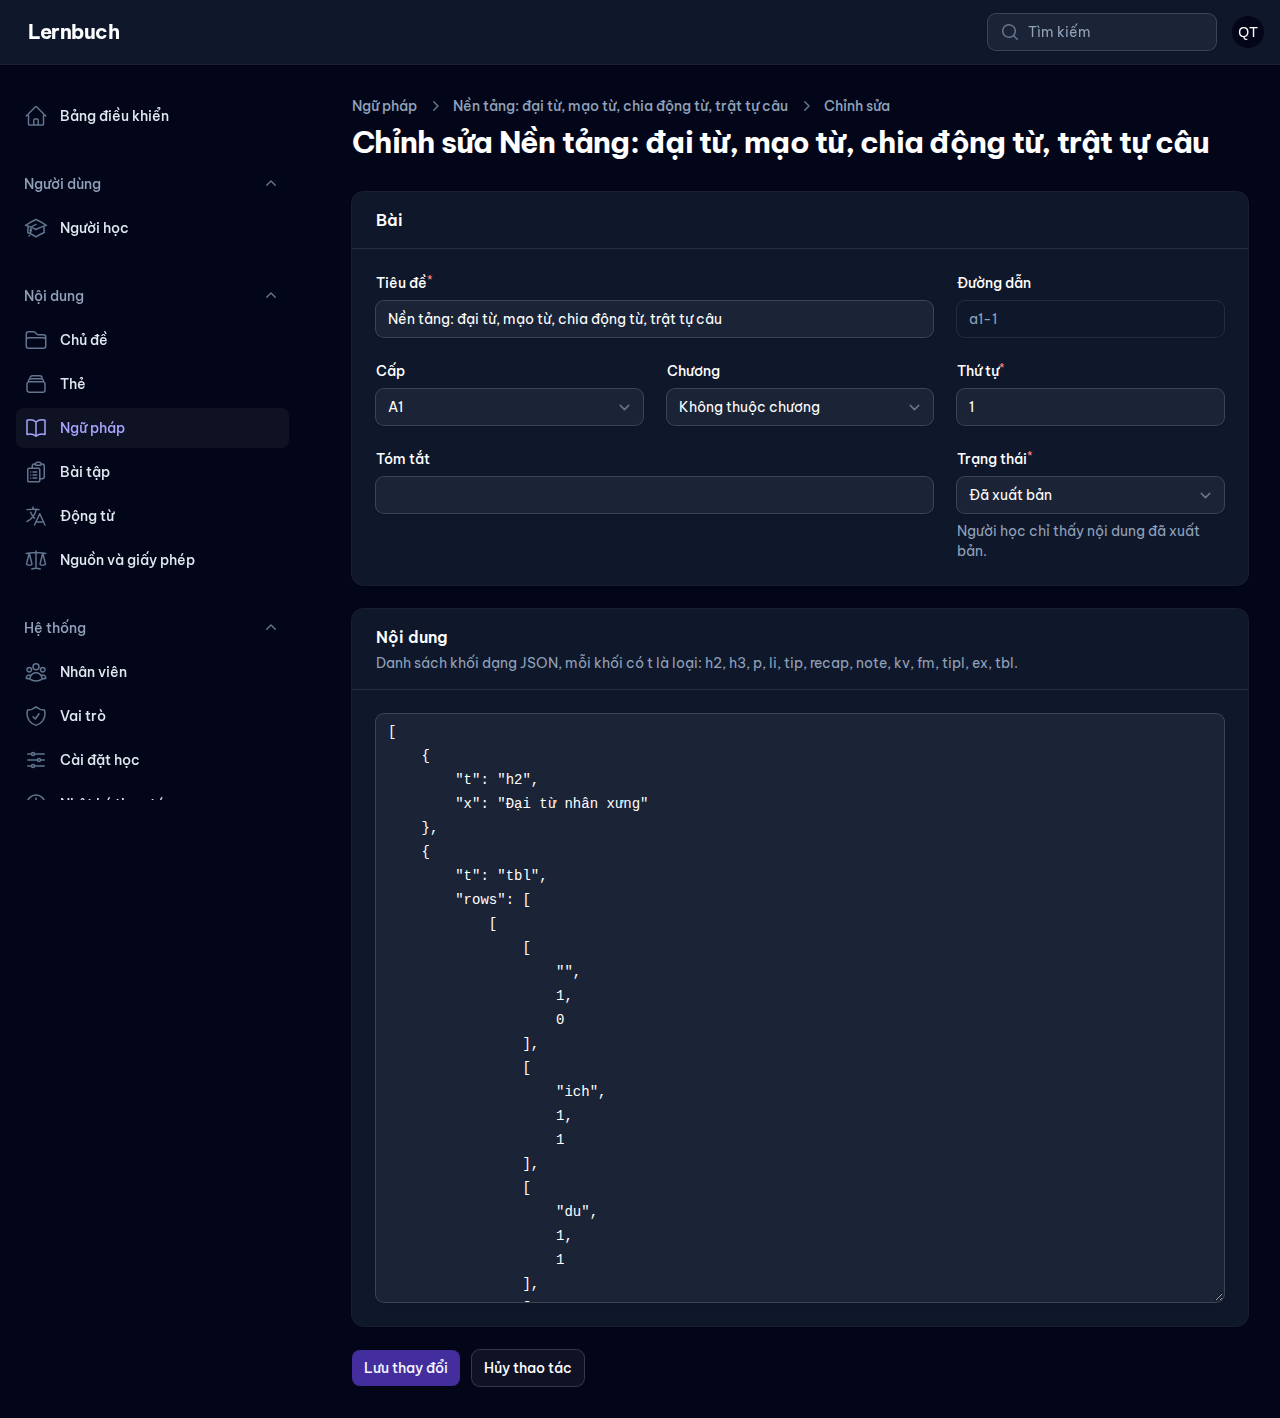 Lernbuch
Tìm kiếm
QT
Bảng điều khiển
Người dùng
Người học
Nội dung
Chủ đề
Thẻ
Ngữ pháp
Bài tập
Động từ
Nguồn và giấy phép
Hệ thống
Nhân viên
Vai trò
Cài đặt học
Ngữ pháp
Nền tảng: đại từ, mạo từ, chia động từ, trật tự câu
Chỉnh sửa
Chỉnh sửa Nền tảng: đại từ, mạo từ, chia động từ, trật tự câu
Bài
Tiêu đề*
Đường dẫn
Nền tảng: đại từ, mạo từ, chia động từ, trật tự câu
a1-1
Cấp
Chương
Thứ tự*
A1
Không thuộc chương
1
Tóm tắt
Trạng thái*
Đã xuất bản
Người học chỉ thấy nội dung đã xuất
bản.
Nội dung
Danh sách khối dạng JSON, mỗi khối có t là loại: h2, h3, p, li, tip, recap, note, kv, fm, tipl, ex, tbl.
[
    {
        "t": "h2",
        "x": "Đại từ nhân xưng"
    },
    {
        "t": "tbl",
        "rows": [
            [
                [
                    "",
                    1,
                    0
                ],
                [
                    "ich",
                    1,
                    1
                ],
                [
                    "du",
                    1,
                    1
                ],
Lưu thay đổi
Hủy thao tác